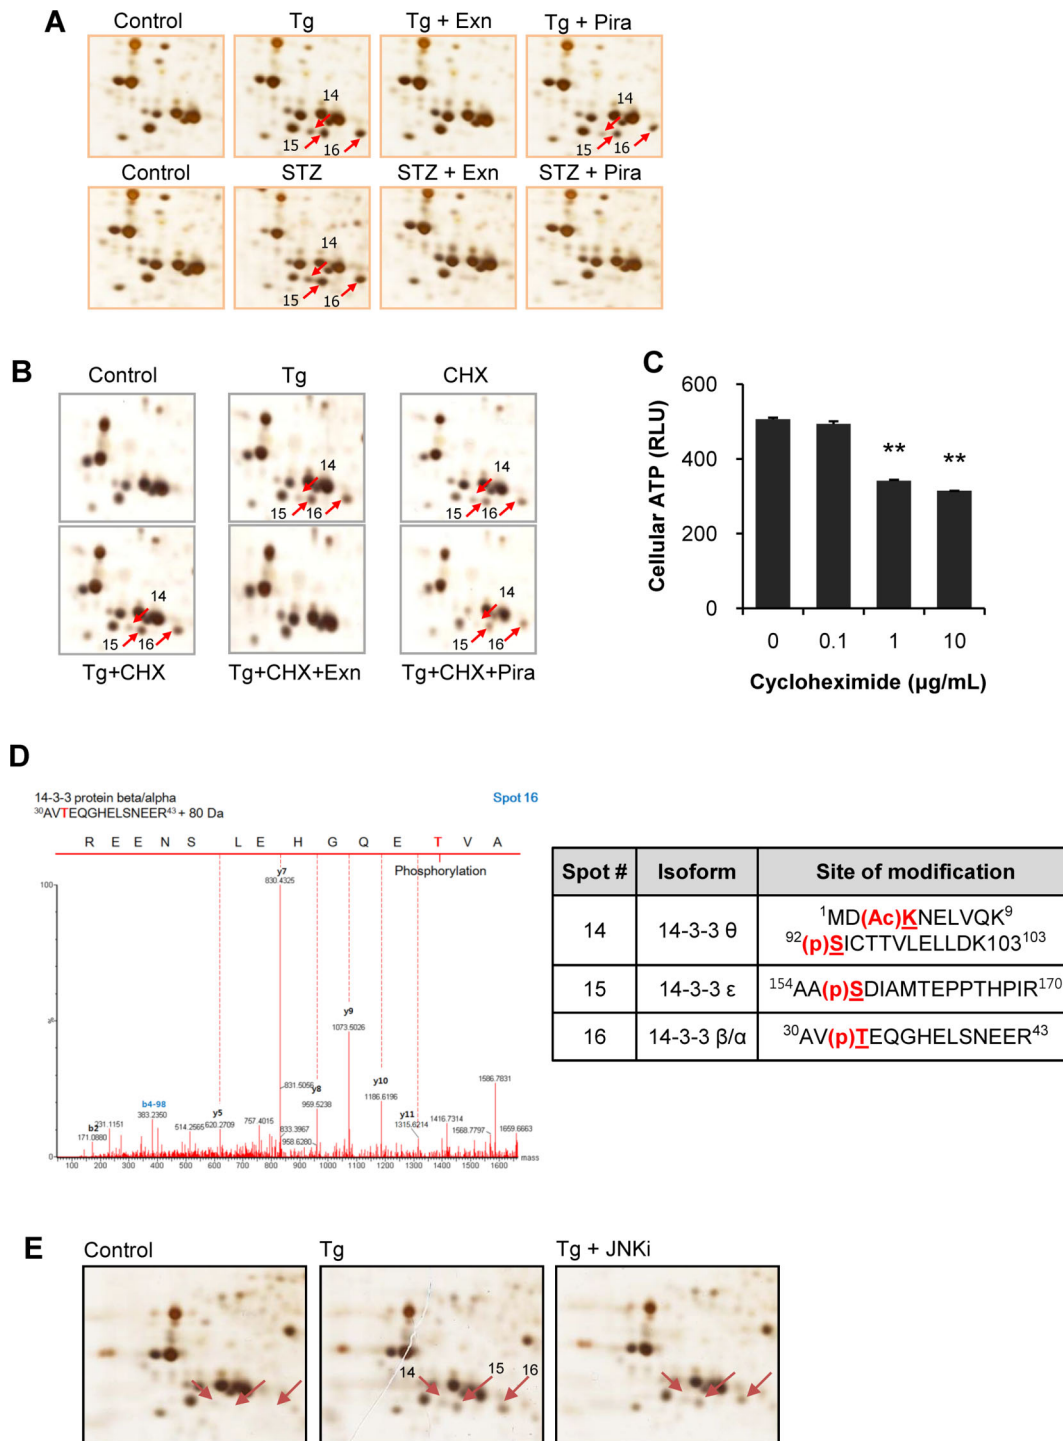 A
Control Tg Tg + Exn Tg + Pira
14 14
15 16 15 16
Control STZ STZ + Exn STZ + Pira
14
15 16
B
Control Tg CHX
14 14
15 16 15 16
14 14
15 16 15 16
Tg+CHX Tg+CHX+Exn Tg+CHX+Pira
C
Cellular ATP (RLU)
600
400
200
0
** **
0 0.1 1 10
Cycloheximide (µg/mL)
D
14-3-3 protein beta/alpha Spot 16
³⁰AVTEQGHELSNEER⁴³ + 80 Da
R E E N S L E H G Q E T V A
Phosphorylation
y7
830.4325
100
%
0
y9
1073.5026
y10
1186.6196
1586.7831
831.5066
y8
959.5238
b4-98
383.2350
y11
1315.6214
1416.7314
b2
171.0880
231.1151
514.2565
y5
620.2709
757.4015
833.3967
958.6280
1568.7797
1659.6663
100 200 300 400 500 600 700 800 900 1000 1100 1200 1300 1400 1500 1600
mass
Spot # Isoform Site of modification
14 14-3-3 θ ¹MD(Ac)KNELVQK⁹
⁹²(p)SICTTVLELLDK103¹⁰³
15 14-3-3 ε ¹⁵⁴AA(p)SDIAMTEPPTHPIR¹⁷⁰
16 14-3-3 β/α ³⁰AV(p)TEQGHELSNEER⁴³
E
Control Tg Tg + JNKi
14 15 16